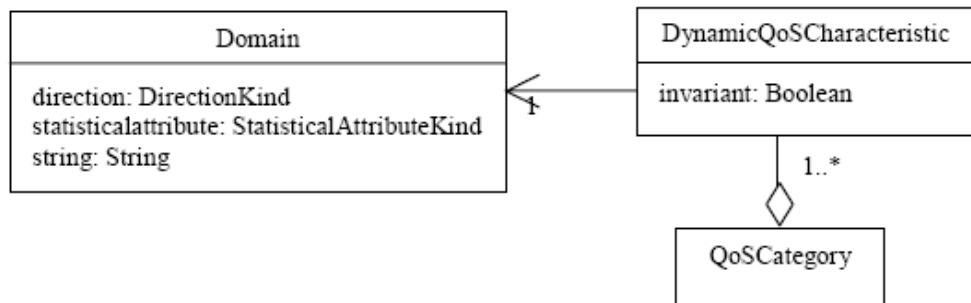 Domain
direction: DirectionKind
statisticalattribute: StatisticalAttributeKind
string: String
1
DynamicQoSCharacteristic
invariant: Boolean
1..*
QoSCategory